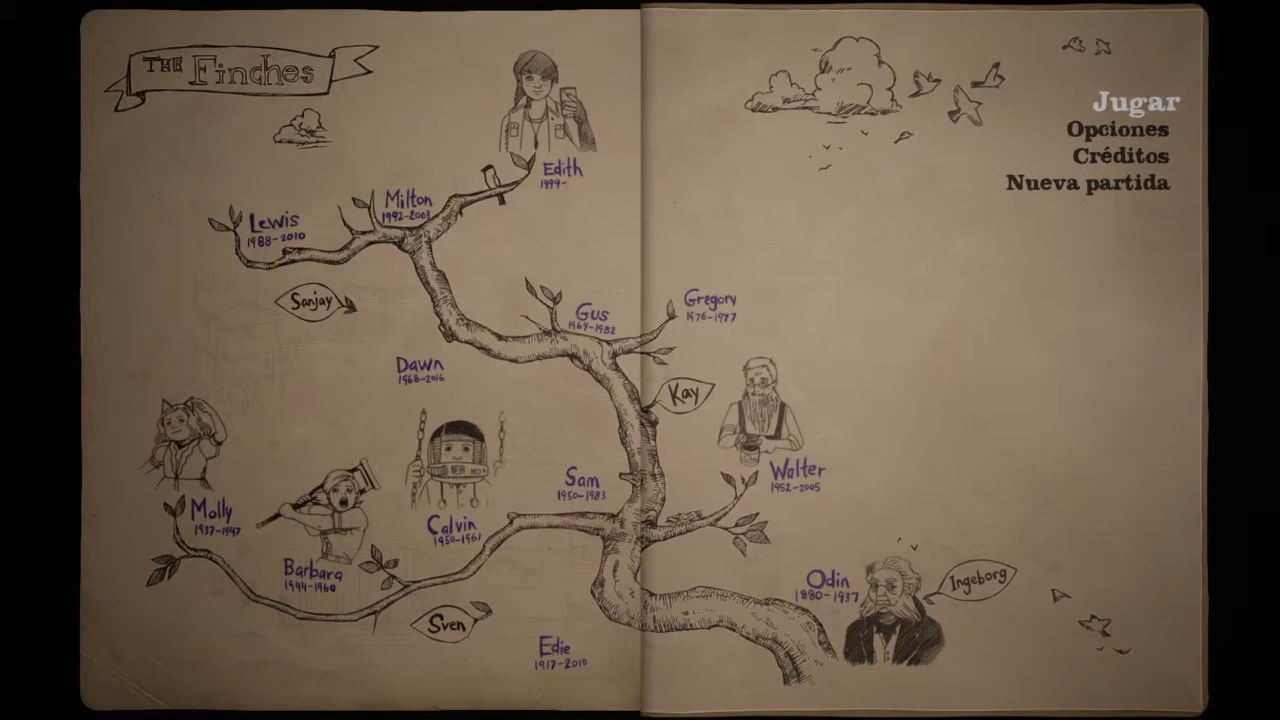 THE Finches
Jugar
Opciones
Créditos
Nueva partida
Edith
1999-
Milton
1992-2003
Lewis
1988-2010
Sanjay
Gus
1969-1982
Gregory
1976-1977
Dawn
1968-2016
Kay
Walter
1952-2005
Sam
1950-1983
Molly
1937-1947
Calvin
1950-1961
Barbara
1944-1960
Odin
1880-1937
Ingeborg
Sven
Edie
1917-2010